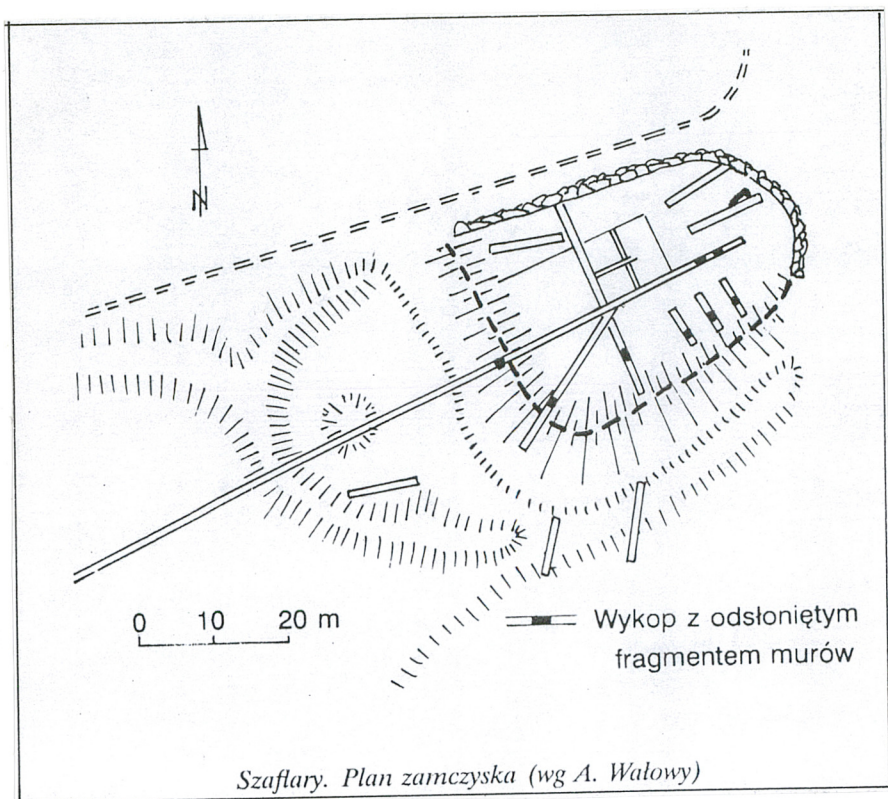 N
0 10 20 m
Wykop z odsłoniętym
fragmentem murów
Szaflary. Plan zamczyska (wg A. Wałowy)